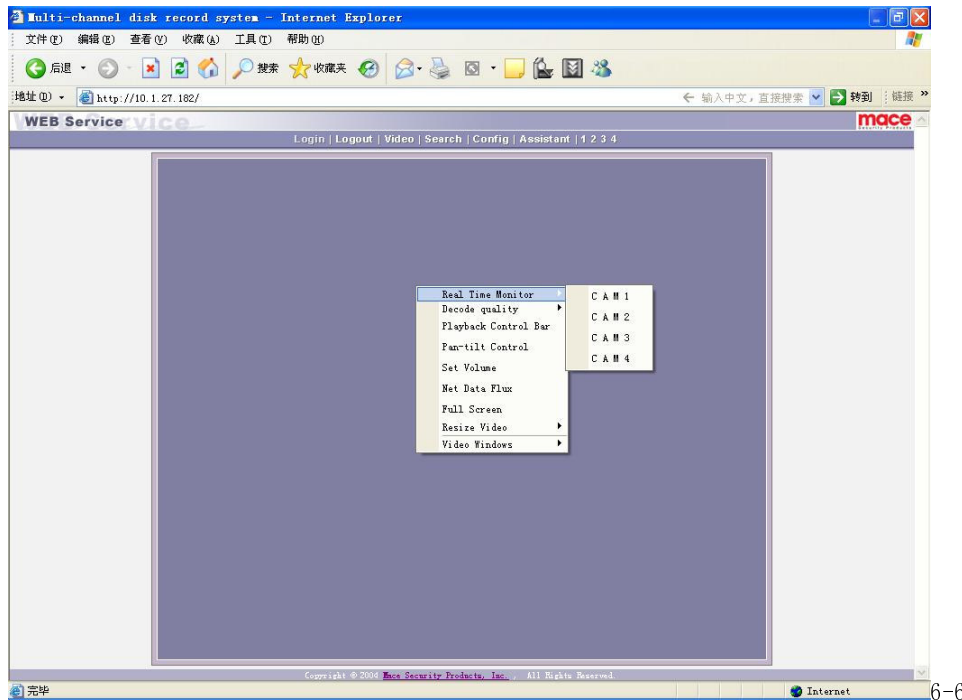 Multi-channel disk record system - Internet Explorer
文件(F) 编辑(E) 查看(V) 收藏(A) 工具(T) 帮助(H)
后退 搜索 收藏夹
地址(D) http://10.1.27.182/ 输入中文，直接搜索 转到 链接 »
WEB Service mace
Security Products
Login | Logout | Video | Search | Config | Assistant | 1 2 3 4
Real Time Monitor
Decode quality
Playback Control Bar
Pan-tilt Control
Set Volume
Net Data Flux
Full Screen
Resize Video
Video Windows
CAM1
CAM2
CAM3
CAM4
Copyright © 2004 Mace Security Products, Inc. , All Rights Reserved.
完毕 Internet